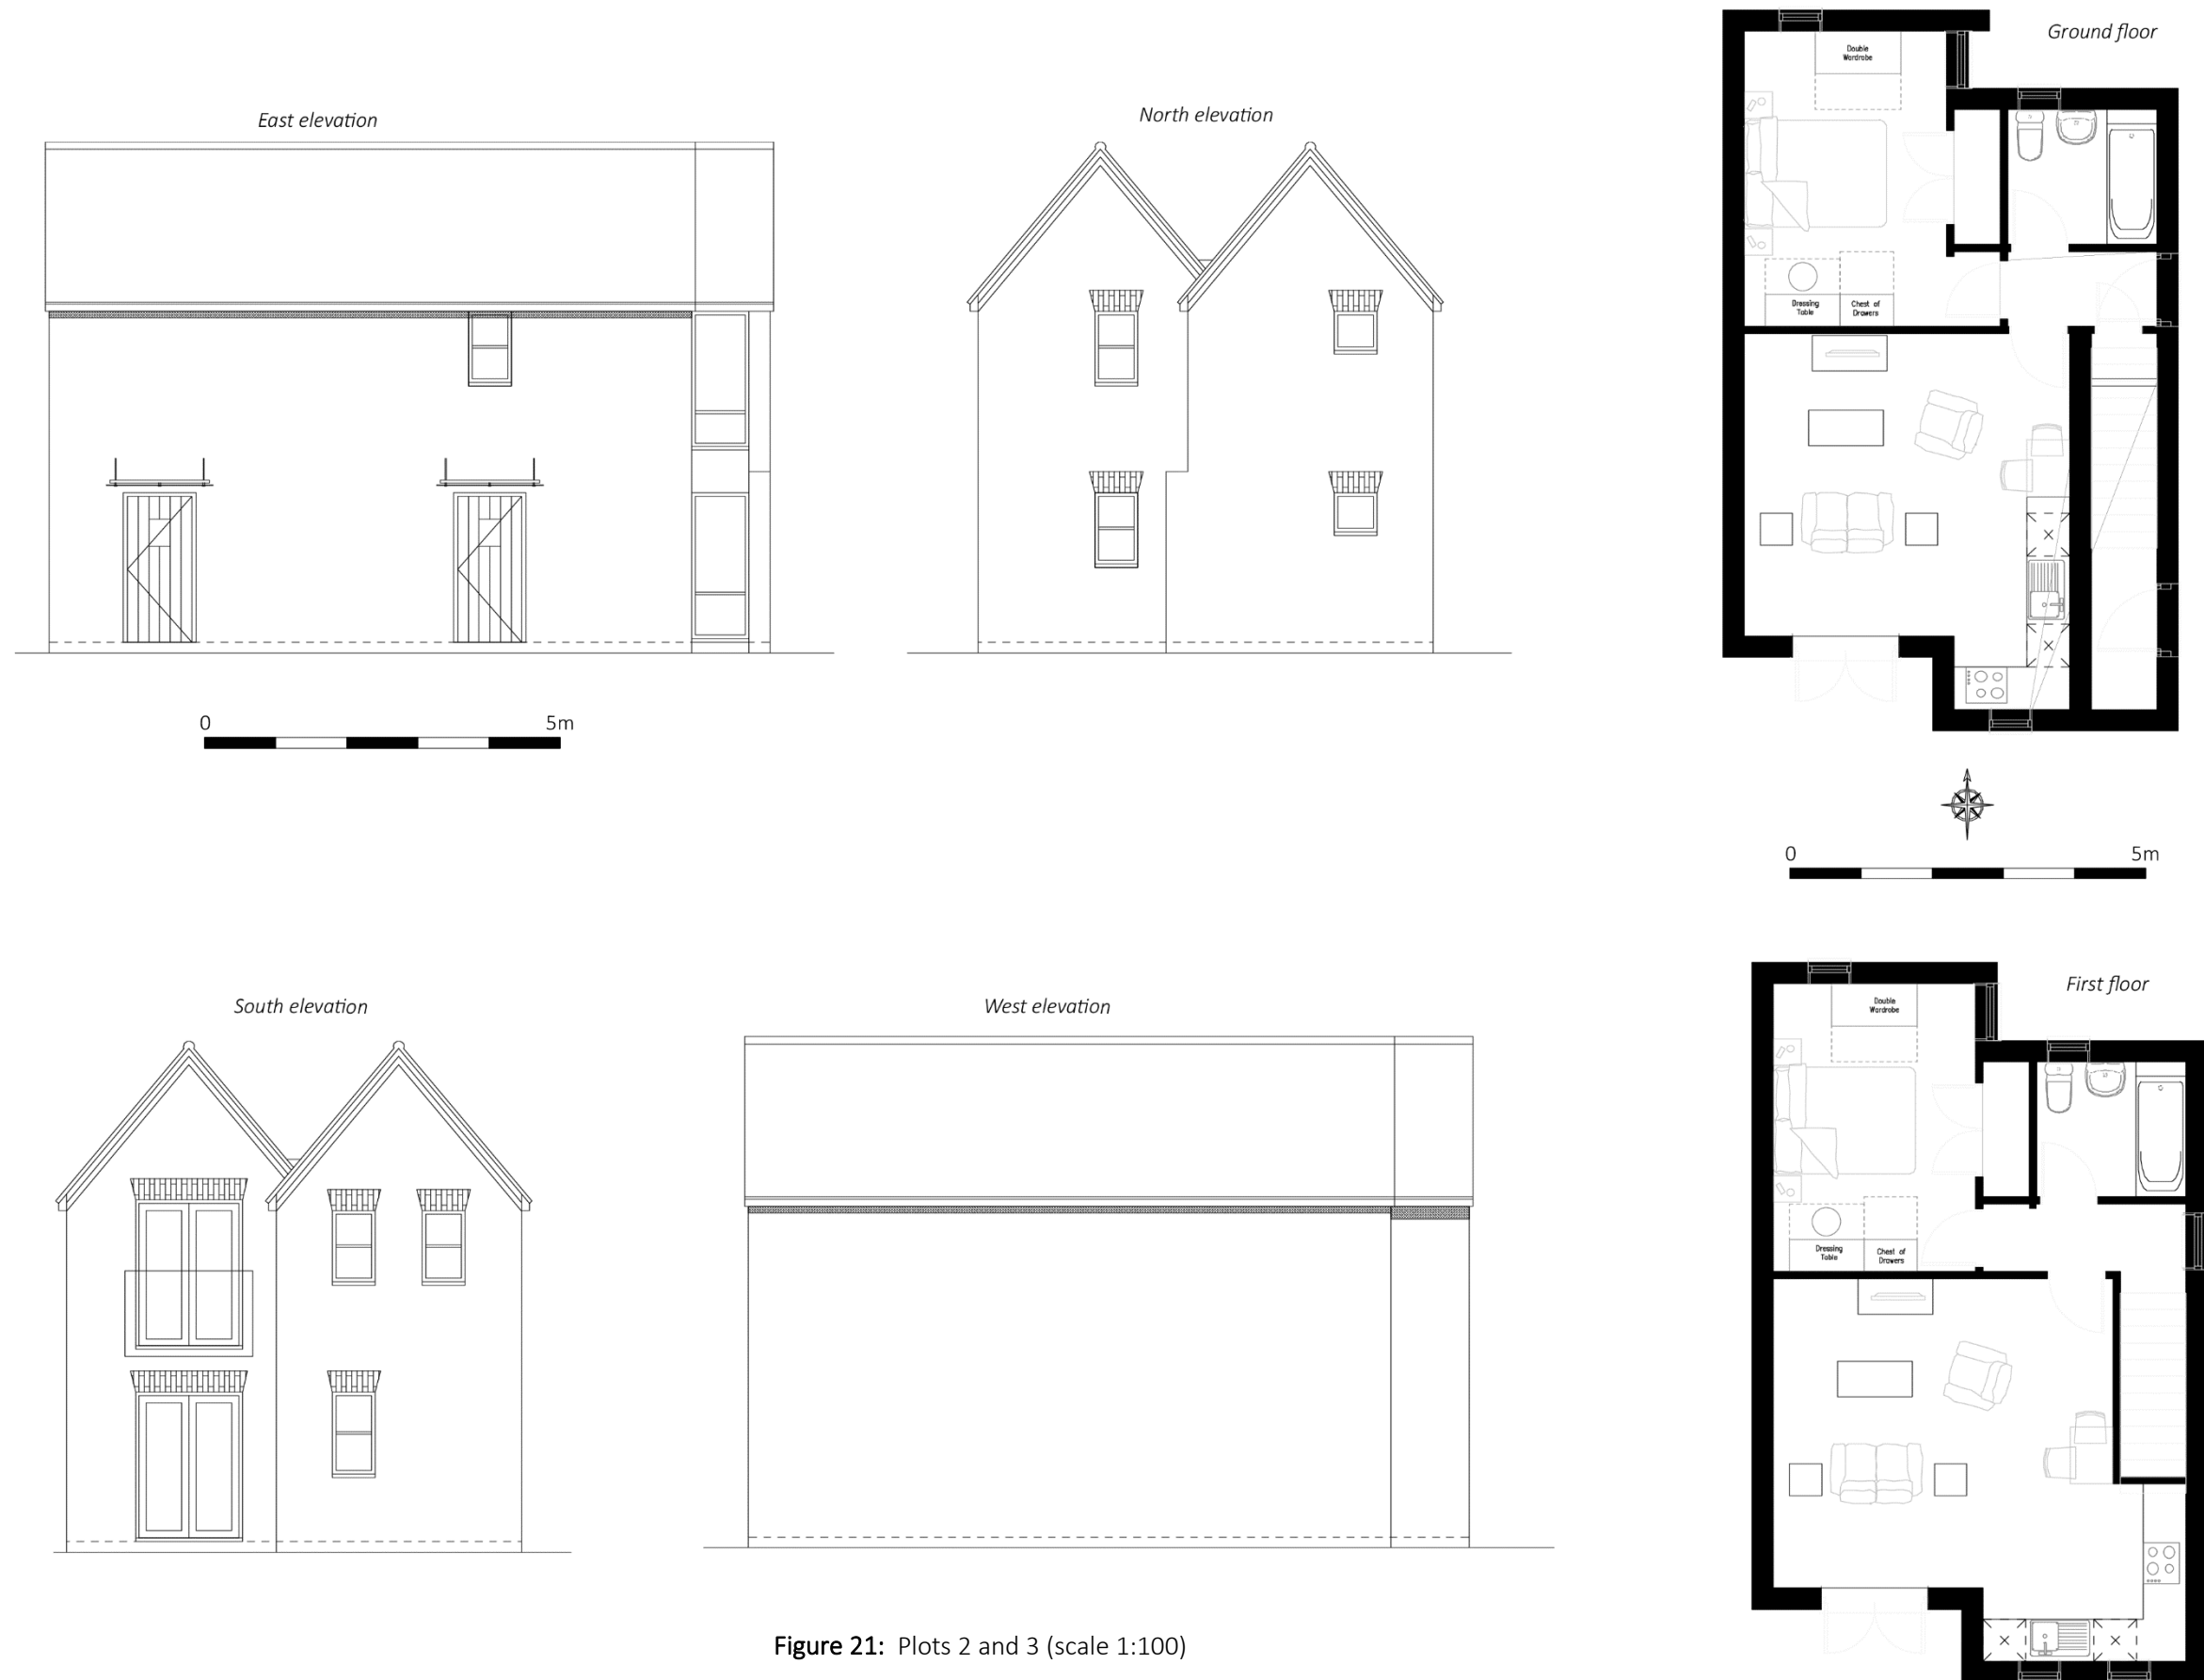 East elevation
North elevation
Ground floor
Double
Wardrobe
Dressing
Table
Chest of
Drawers
0 5m
0 5m
South elevation
West elevation
First floor
Double
Wardrobe
Dressing
Table
Chest of
Drawers
Figure 21: Plots 2 and 3 (scale 1:100)